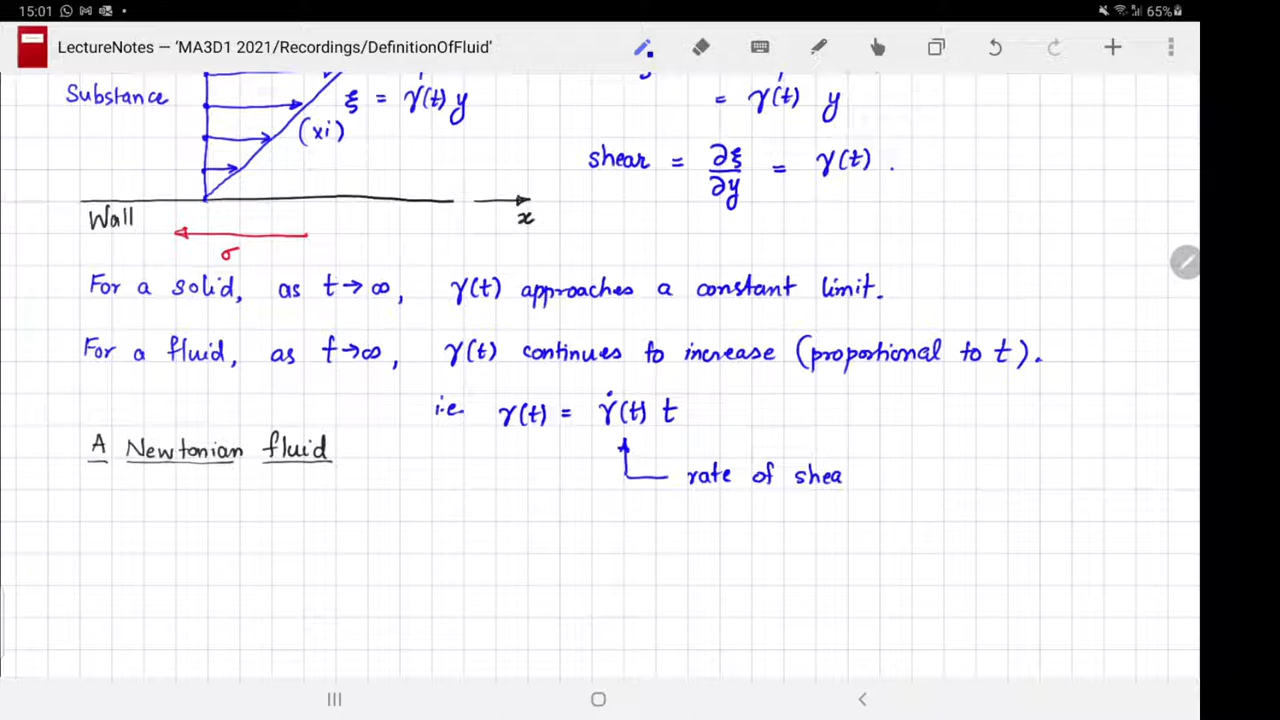 15:01
65%
LectureNotes — 'MA3D1 2021/Recordings/DefinitionOfFluid'
Substance
ξ = γ(t) y
(xi)
= γ(t) y
shear = ∂ξ/∂y = γ(t) .
Wall
x
σ
For a solid, as t→∞, γ(t) approaches a constant limit.
For a fluid, as t→∞, γ(t) continues to increase (proportional to t).
i.e γ(t) = γ̇(t) t
A Newtonian fluid
rate of shea